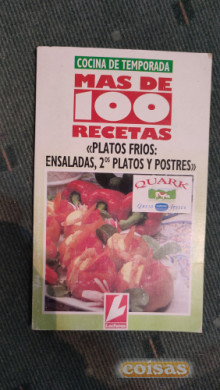 COCINA DE TEMPORADA
MAS DE
100
RECETAS
«PLATOS FRIOS:
ENSALADAS, 2os PLATOS Y POSTRES»
QUARK
L
coisas